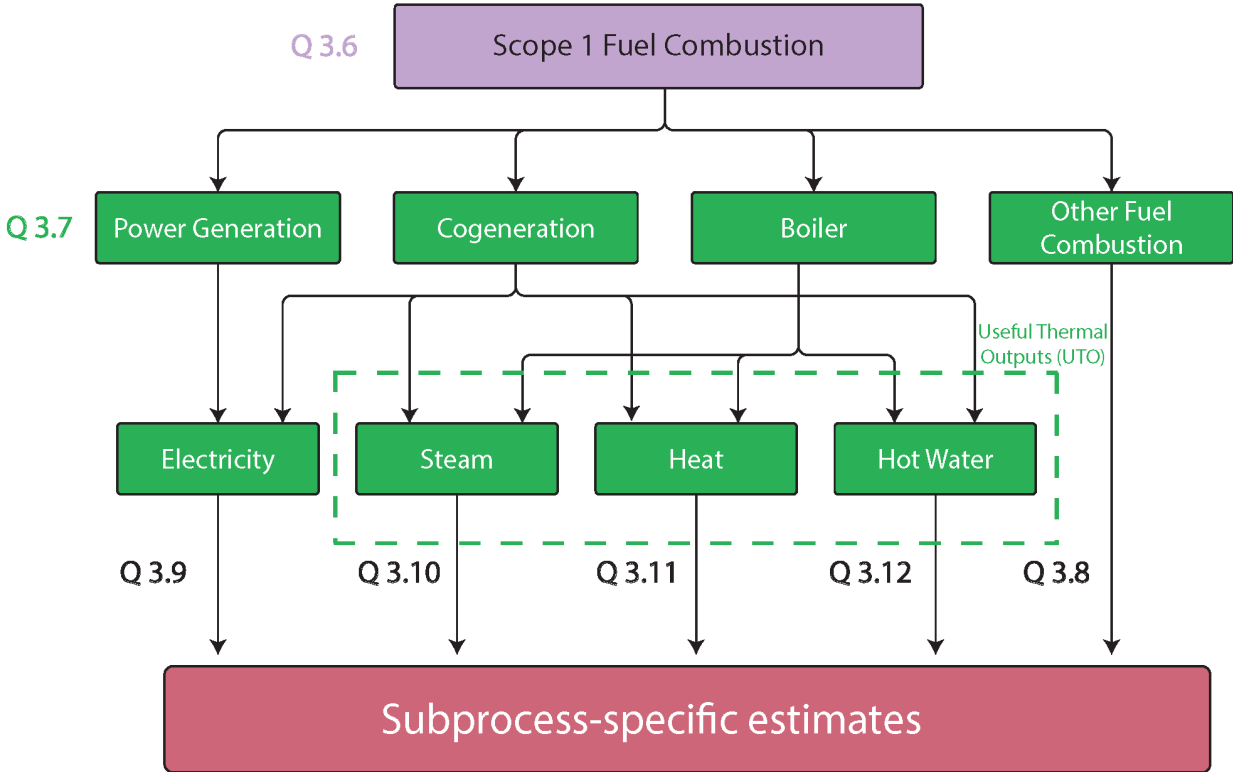 Q 3.6
Scope 1 Fuel Combustion
Q 3.7
Power Generation
Cogeneration
Boiler
Other Fuel
Combustion
Useful Thermal
Outputs (UTO)
Electricity
Steam
Heat
Hot Water
Q 3.9
Q 3.10
Q 3.11
Q 3.12
Q 3.8
Subprocess-specific estimates